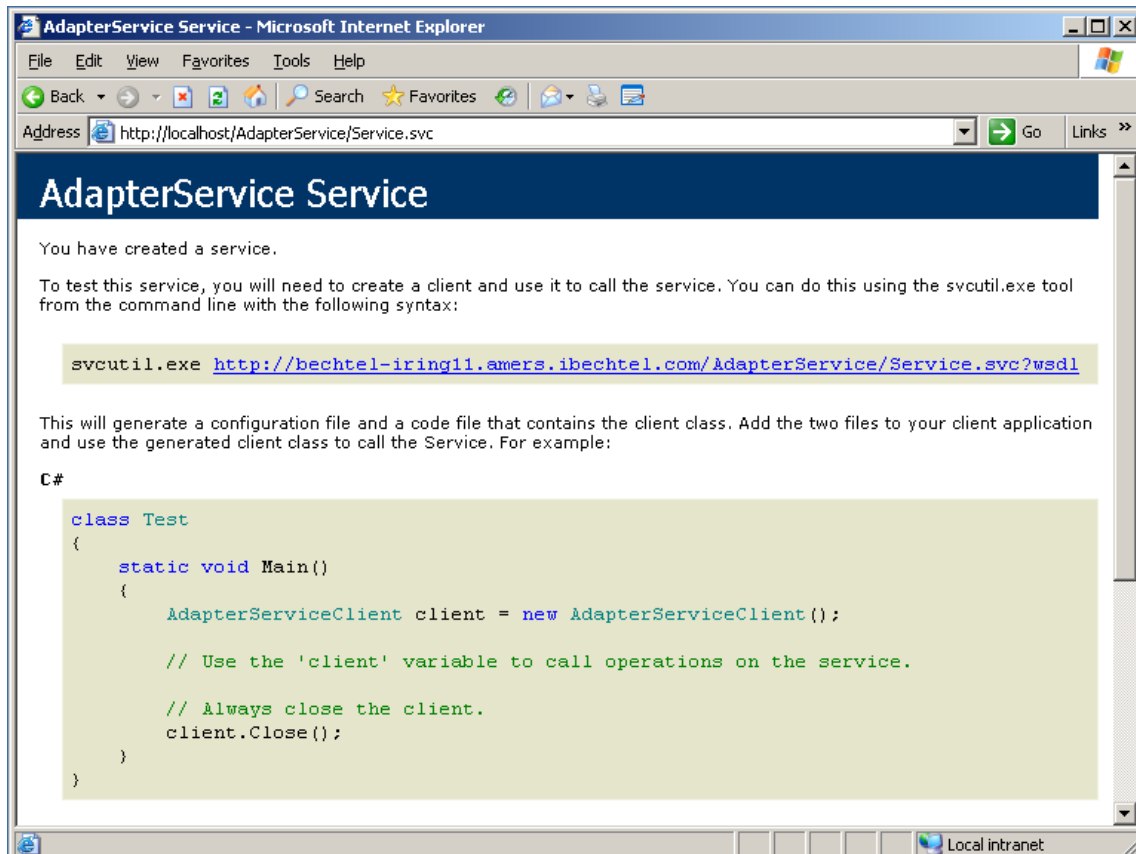 AdapterService Service - Microsoft Internet Explorer
File Edit View Favorites Tools Help
Back Search Favorites
Address http://localhost/AdapterService/Service.svc Go Links »
AdapterService Service
You have created a service.
To test this service, you will need to create a client and use it to call the service. You can do this using the svcutil.exe tool
from the command line with the following syntax:
svcutil.exe http://bechtel-iring11.amers.ibechtel.com/AdapterService/Service.svc?wsdl
This will generate a configuration file and a code file that contains the client class. Add the two files to your client application
and use the generated client class to call the Service. For example:
C#
class Test
{
static void Main()
{
AdapterServiceClient client = new AdapterServiceClient();
// Use the 'client' variable to call operations on the service.
// Always close the client.
client.Close();
}
}
Local intranet